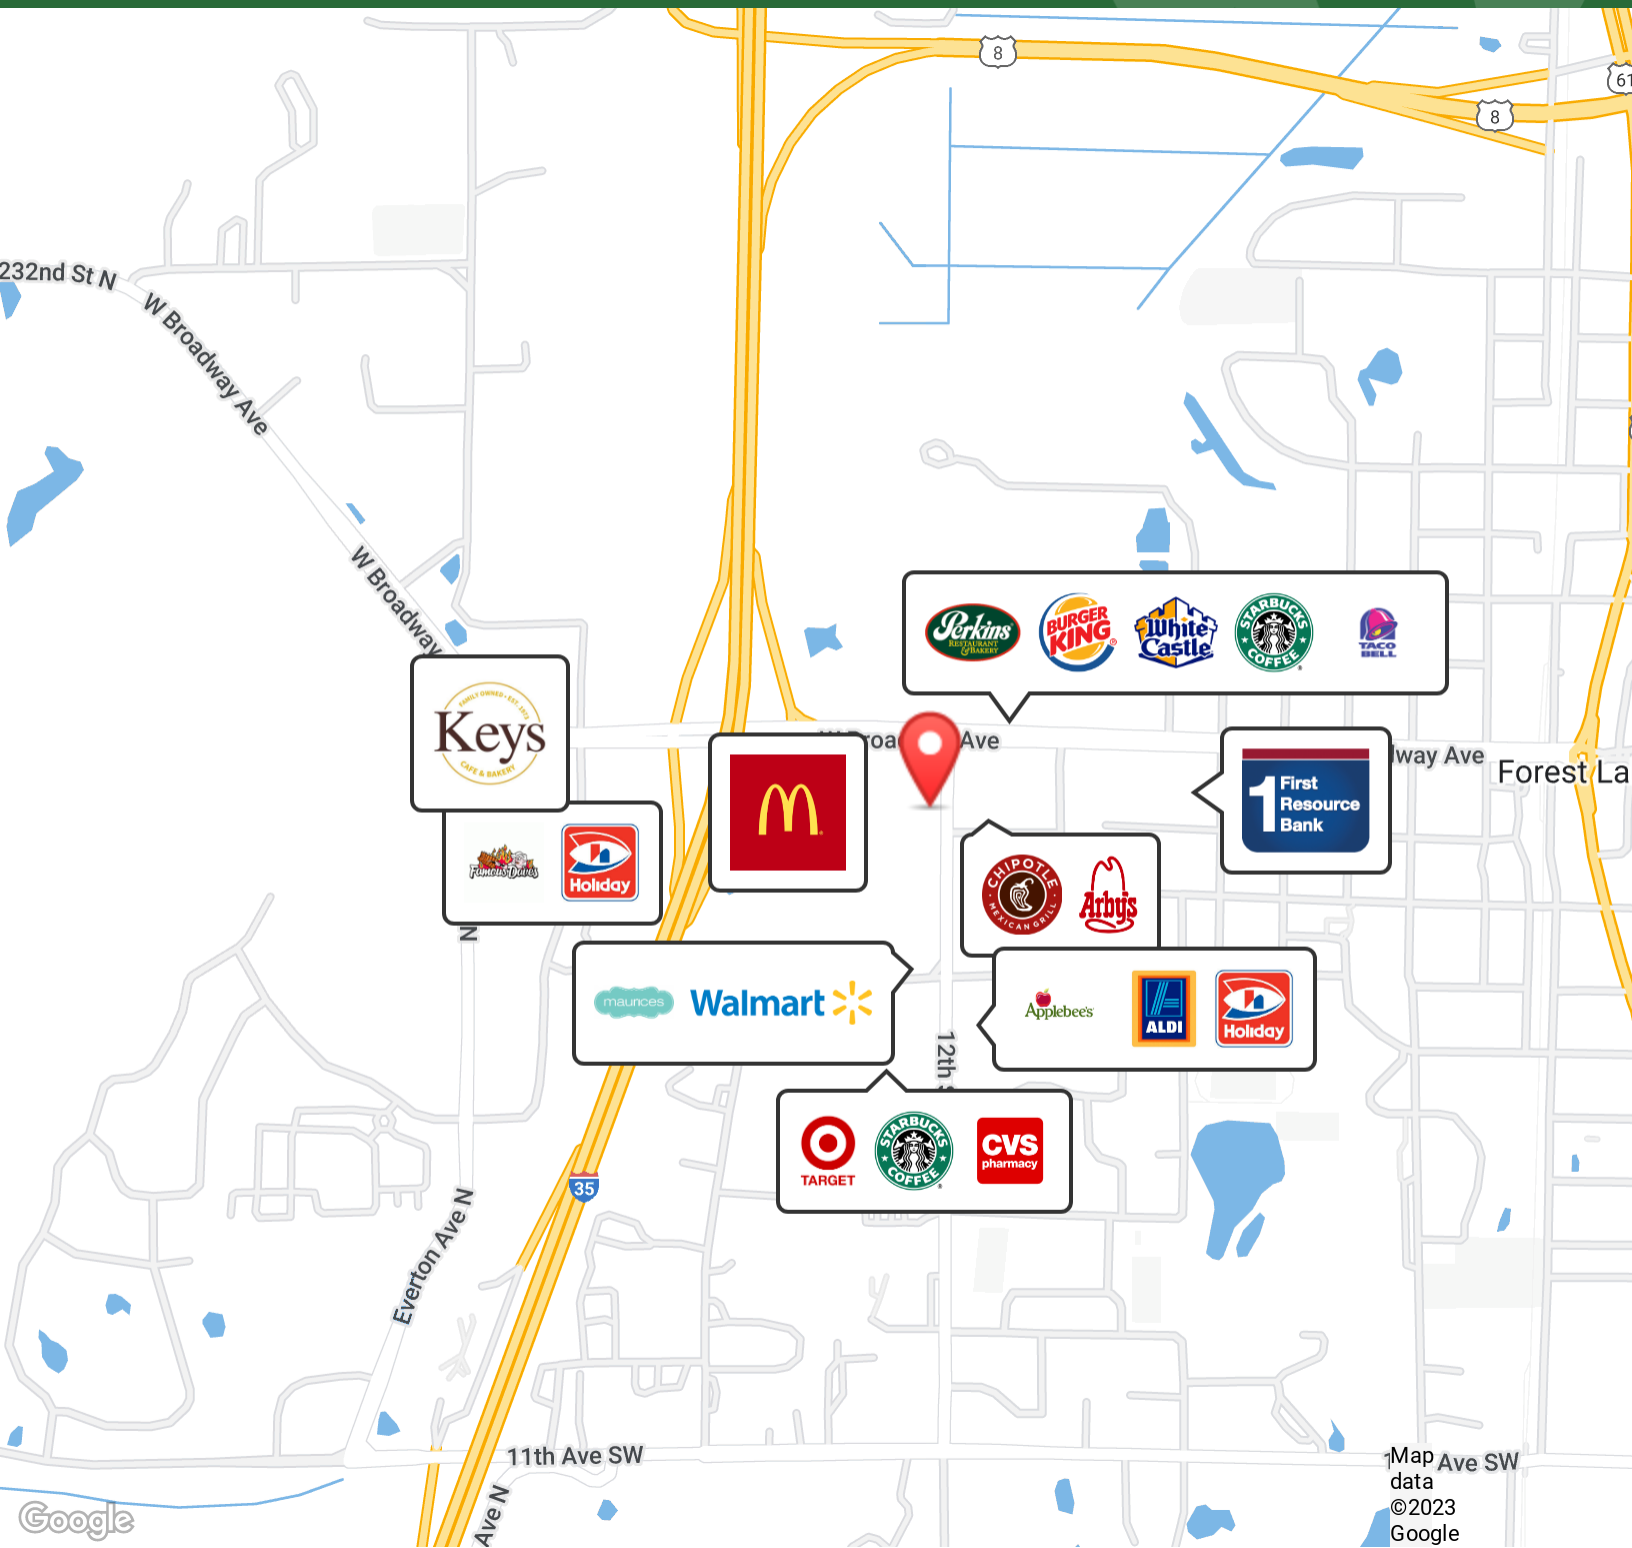 8
61
8
232nd St N
W Broadway Ave
W Broadway
Perkins
RESTAURANT
& BAKERY
BURGER
KING
White
Castle
STARBUCKS
COFFEE
TACO
BELL
FAMILY OWNED • EST. 1973
Keys
CAFE & BAKERY
Ave
way Ave
Forest La
1 First
Resource
Bank
Famous Dave's
Holiday
CHIPOTLE
MEXICAN GRILL
Arby's
N
maurices
Walmart
Applebee's
ALDI
Holiday
12th S
TARGET
STARBUCKS
COFFEE
CVS
pharmacy
35
Everton Ave N
11th Ave SW
Ave SW
Ave N
Map
data
©2023
Google
Google